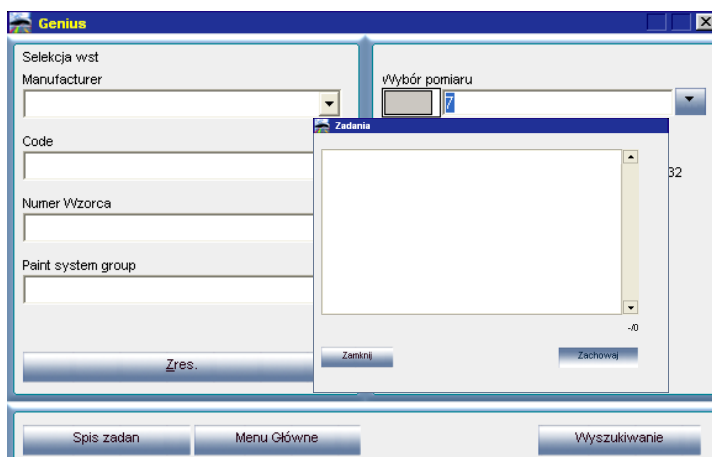 Genius
Selekcja wst
Manufacturer
Wybór pomiaru
7
Zadania
Code
32
Numer Wzorca
Paint system group
-/0
Zamknij
Zachowaj
Zres.
Spis zadan
Menu Główne
Wyszukiwanie